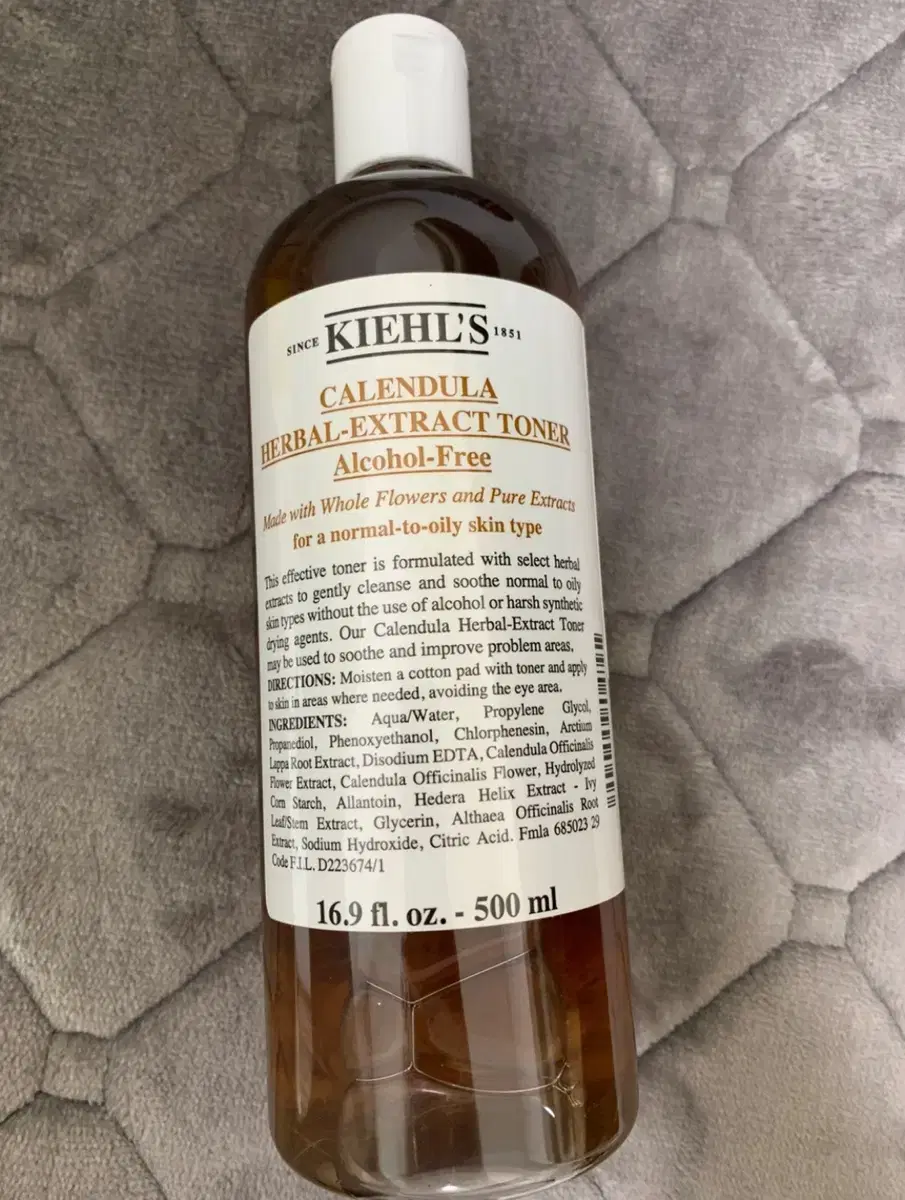 SINCE KIEHL'S 1851
CALENDULA
HERBAL-EXTRACT TONER
Alcohol-Free
Made with Whole Flowers and Pure Extracts
for a normal-to-oily skin type
This effective toner is formulated with select herbal
extracts to gently cleanse and soothe normal to oily
skin types without the use of alcohol or harsh synthetic
drying agents. Our Calendula Herbal-Extract Toner
may be used to soothe and improve problem areas.
DIRECTIONS: Moisten a cotton pad with toner and apply
to skin in areas where needed, avoiding the eye area.
INGREDIENTS: Aqua/Water, Propylene Glycol,
Propanediol, Phenoxyethanol, Chlorphenesin, Arctium
Lappa Root Extract, Disodium EDTA, Calendula Officinalis
Flower Extract, Calendula Officinalis Flower, Hydrolyzed
Corn Starch, Allantoin, Hedera Helix Extract - Ivy
Leaf/Stem Extract, Glycerin, Althaea Officinalis Root
Extract, Sodium Hydroxide, Citric Acid. Fmla 685023 29
Code F.I.L. D223674/1
16.9 fl. oz. - 500 ml